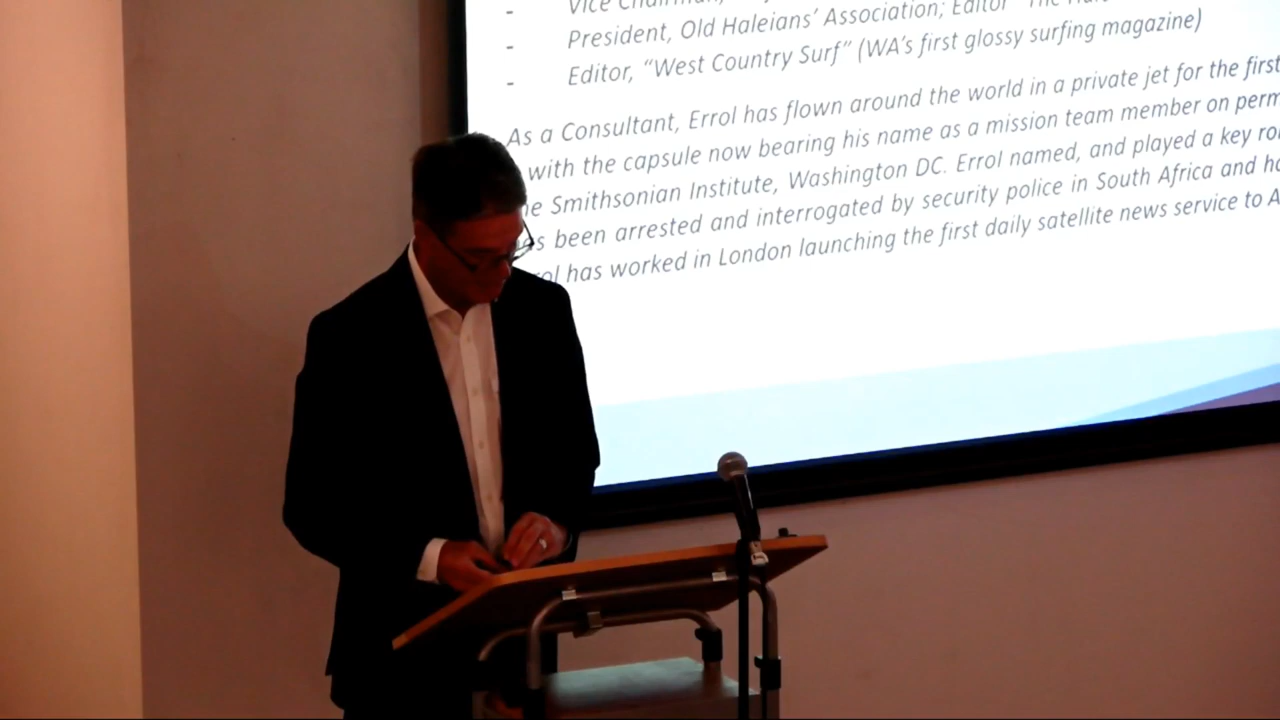 - Vice Chairman,
- President, Old Haleians' Association; Editor "The
- Editor, "West Country Surf" (WA's first glossy surfing magazine)
As a Consultant, Errol has flown around the world in a private jet for the first
with the capsule now bearing his name as a mission team member on
Smithsonian Institute, Washington DC. Errol named, and played a key
been arrested and interrogated by security police in South Africa and
has worked in London launching the first daily satellite news service to